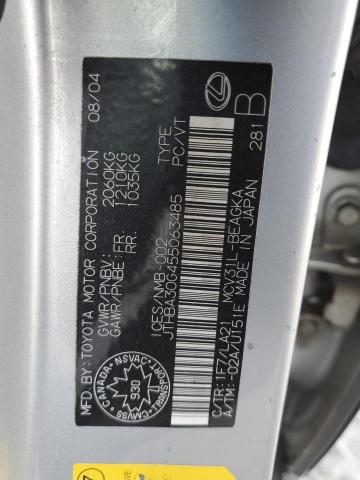 MFD.BY:TOYOTA MOTOR CORPORATION 08/04
GVWR/PNBV: 2060KG
GAWR/PNBE:FR: 1210KG
RR: 1035KG
ICES/NMB-002
JTHBA30G455063485 TYPE
PC/VT
CANADA NSVAC
930
TRANSPORT CMVSS
C/TR:1F7/LA21 MCV31L-BEAGKA
A/TM:-02A/U151E MADE IN JAPAN 281
B